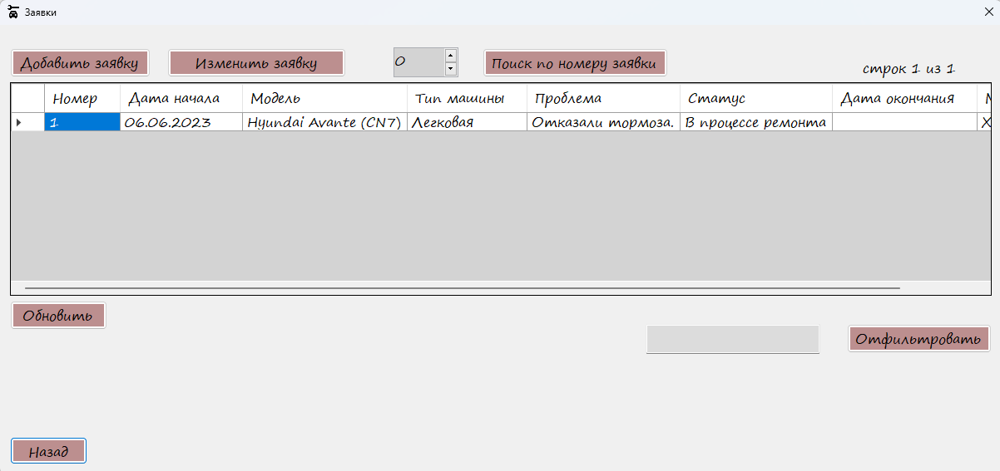 Заявки
Добавить заявку Изменить заявку 0 Поиск по номеру заявки строк 1 из 1
Номер Дата начала Модель Тип машины Проблема Статус Дата окончания
1 06.06.2023 Hyundai Avante (CN7) Легковая Отказали тормоза. В процессе ремонта
Обновить
Отфильтровать
Назад